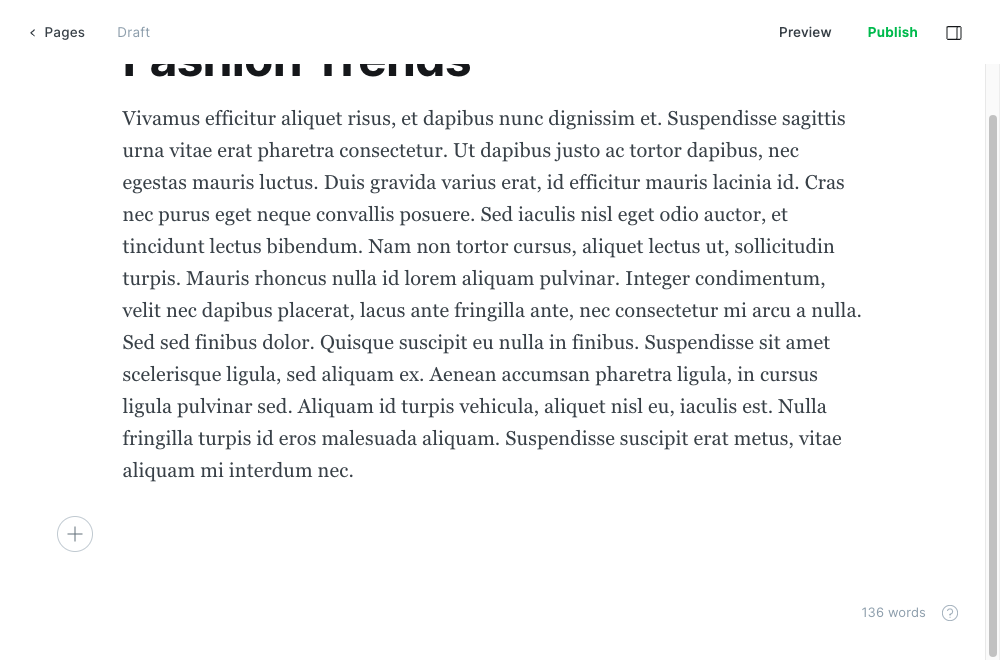 Pages
Draft
Preview
Publish
Fashion Trends
Vivamus efficitur aliquet risus, et dapibus nunc dignissim et. Suspendisse sagittis
urna vitae erat pharetra consectetur. Ut dapibus justo ac tortor dapibus, nec
egestas mauris luctus. Duis gravida varius erat, id efficitur mauris lacinia id. Cras
nec purus eget neque convallis posuere. Sed iaculis nisl eget odio auctor, et
tincidunt lectus bibendum. Nam non tortor cursus, aliquet lectus ut, sollicitudin
turpis. Mauris rhoncus nulla id lorem aliquam pulvinar. Integer condimentum,
velit nec dapibus placerat, lacus ante fringilla ante, nec consectetur mi arcu a nulla.
Sed sed finibus dolor. Quisque suscipit eu nulla in finibus. Suspendisse sit amet
scelerisque ligula, sed aliquam ex. Aenean accumsan pharetra ligula, in cursus
ligula pulvinar sed. Aliquam id turpis vehicula, aliquet nisl eu, iaculis est. Nulla
fringilla turpis id eros malesuada aliquam. Suspendisse suscipit erat metus, vitae
aliquam mi interdum nec.
136 words